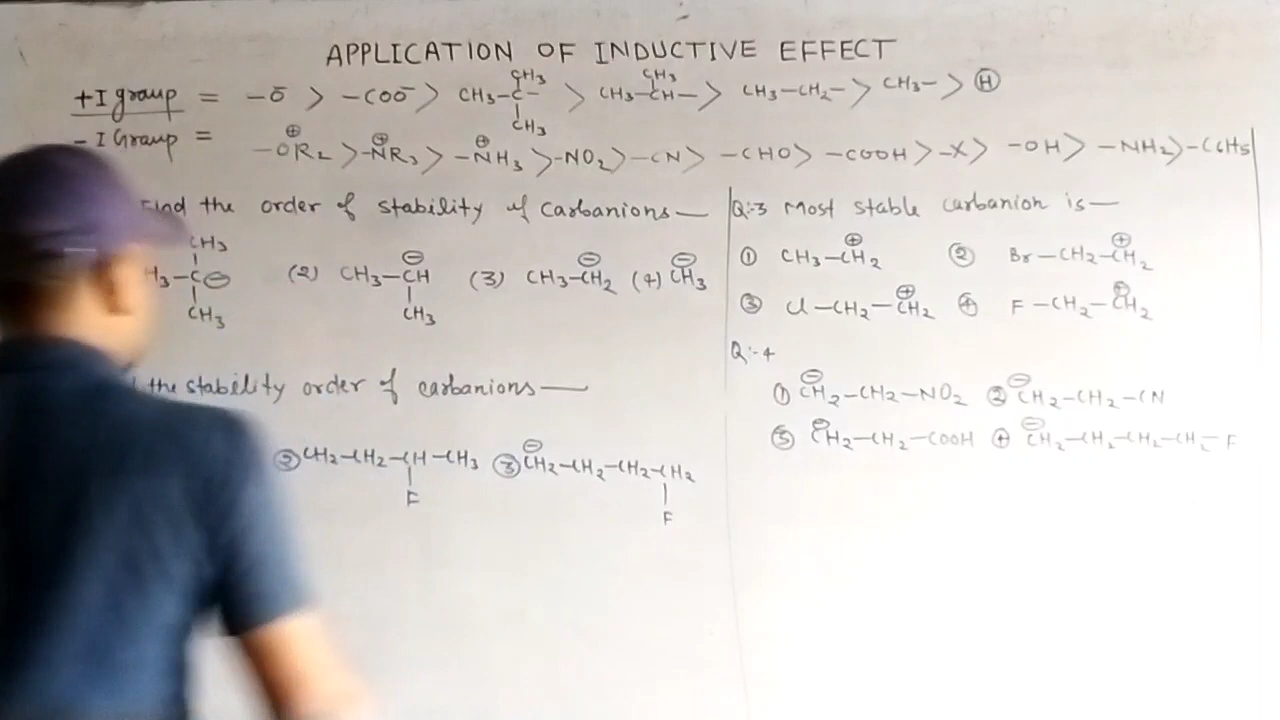 APPLICATION OF INDUCTIVE EFFECT
+I group = -O⁻ > -COO⁻ > CH3-C(CH3)(CH3)- > CH3-CH(CH3)- > CH3-CH2- > CH3- > Ⓗ
-I Group = -O⊕R2 > -N⊕R3 > -N⊕H3 > -NO2 > -CN > -CHO > -COOH > -X > -OH > -NH2 > -C6H5
Find the order of stability of carbanions —
CH3
H3-C⊖ (2) CH3-C⊖H (3) CH3-C⊖H2 (4) C⊖H3
CH3 CH3
the stability order of carbanions —
② CH2-CH2-CH-CH3 ③ C⊖H2-CH2-CH2-CH2
F F
Q:-3 Most stable carbanion is —
① CH3-C⊕H2 ② Br-CH2-C⊕H2
③ Cl-CH2-C⊕H2 ④ F-CH2-C⊕H2
Q:-4
① C⊖H2-CH2-NO2 ② C⊖H2-CH2-CN
③ C⊖H2-CH2-COOH ④ C⊖H2-CH2-CH2-CH2-F